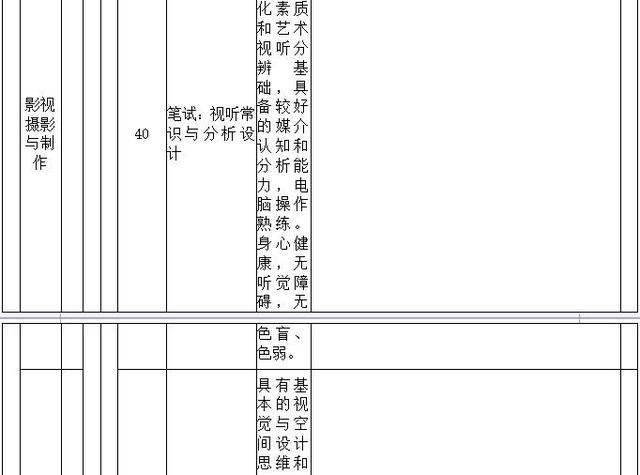 影视
摄影
与制
作
40
笔试：视听常
识与分析设
计
化素质
和艺术
视听分
辨基
础，具
备较好
的媒介
认知和
分析能
力，电
脑操作
熟练。
身心健
康，无
听觉障
碍，无
色盲、
色弱。
具有基
本的视
觉与空
间设计
思维和